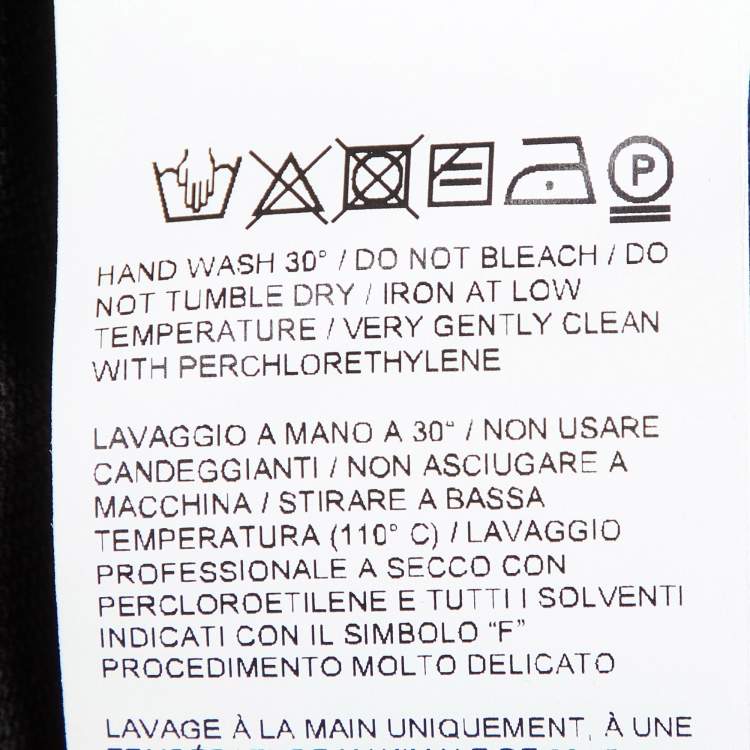 P
HAND WASH 30° / DO NOT BLEACH / DO
NOT TUMBLE DRY / IRON AT LOW
TEMPERATURE / VERY GENTLY CLEAN
WITH PERCHLORETHYLENE
LAVAGGIO A MANO A 30° / NON USARE
CANDEGGIANTI / NON ASCIUGARE A
MACCHINA / STIRARE A BASSA
TEMPERATURA (110° C) / LAVAGGIO
PROFESSIONALE A SECCO CON
PERCLOROETILENE E TUTTI I SOLVENTI
INDICATI CON IL SIMBOLO “F”
PROCEDIMENTO MOLTO DELICATO
LAVAGE À LA MAIN UNIQUEMENT, À UNE